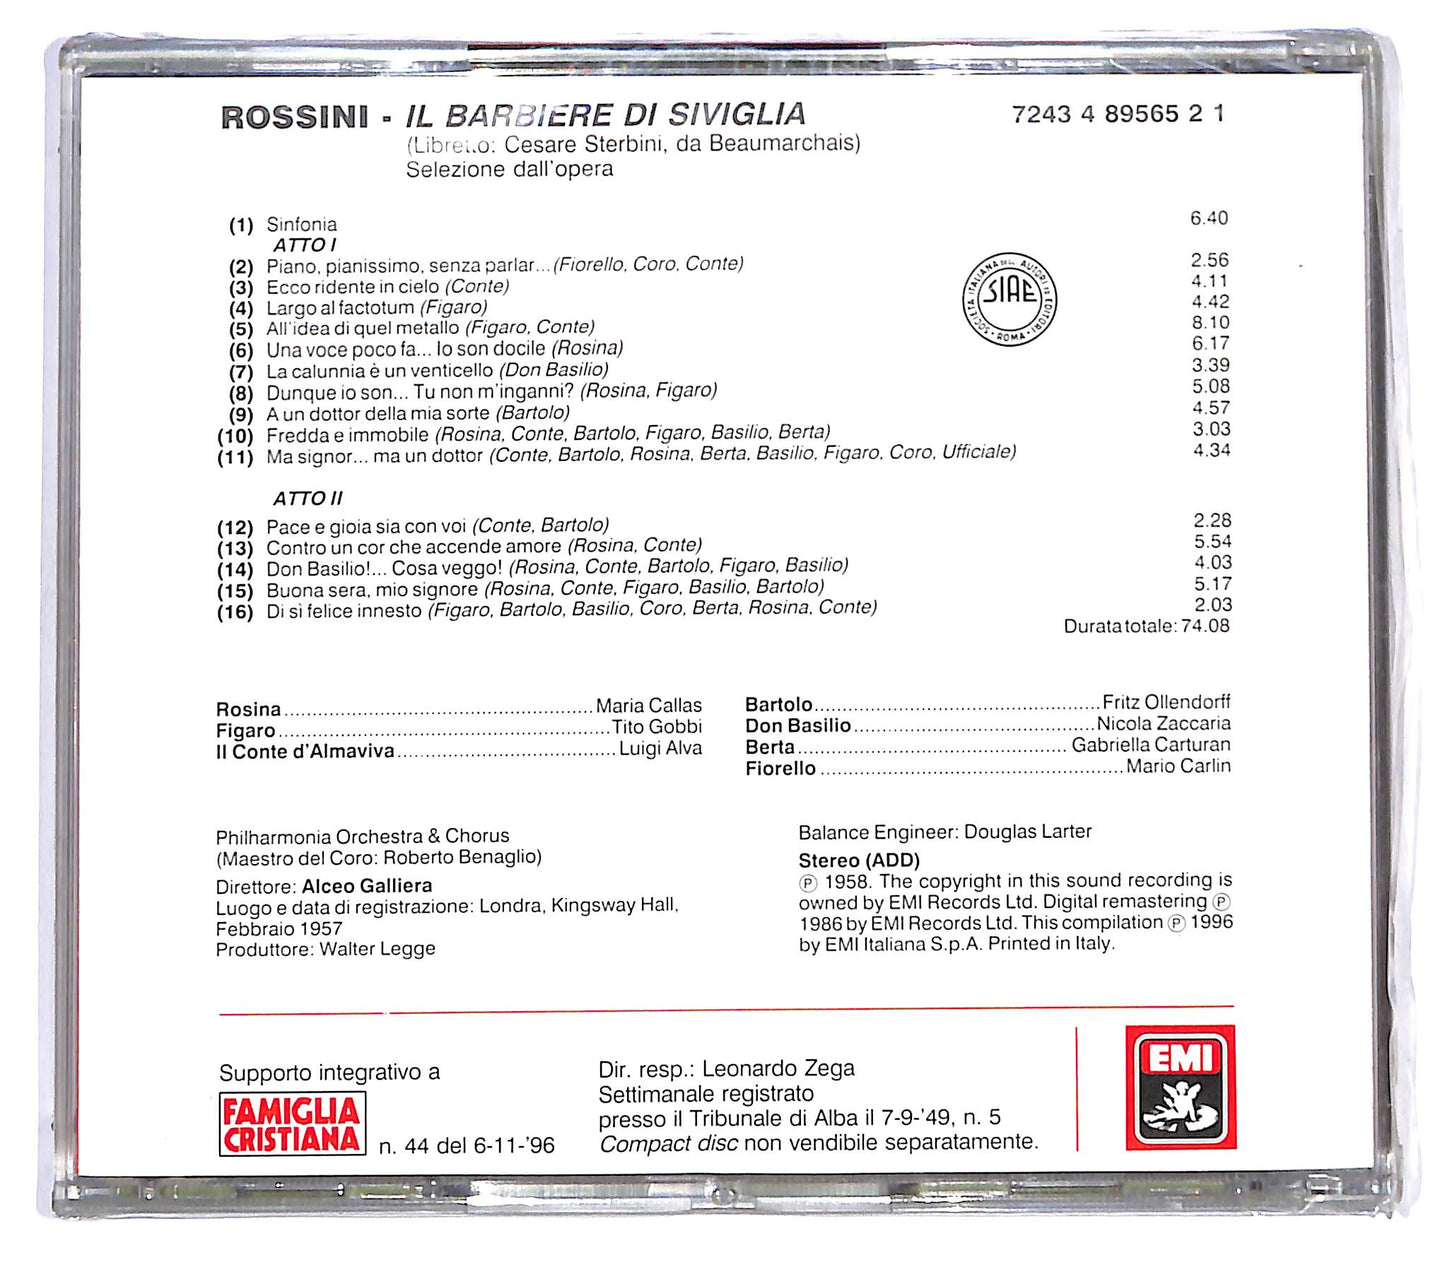 ROSSINI - IL BARBIERE DI SIVIGLIA 7243 4 89565 2 1
(Libretto: Cesare Sterbini, da Beaumarchais)
Selezione dall'opera
(1) Sinfonia 6.40
ATTO I
(2) Piano, pianissimo, senza parlar... (Fiorello, Coro, Conte) 2.56
(3) Ecco ridente in cielo (Conte) 4.11
(4) Largo al factotum (Figaro) 4.42
(5) All'idea di quel metallo (Figaro, Conte) 8.10
(6) Una voce poco fa... Io son docile (Rosina) 6.17
(7) La calunnia è un venticello (Don Basilio) 3.39
(8) Dunque io son... Tu non m'inganni? (Rosina, Figaro) 5.08
(9) A un dottor della mia sorte (Bartolo) 4.57
(10) Fredda e immobile (Rosina, Conte, Bartolo, Figaro, Basilio, Berta) 3.03
(11) Ma signor... ma un dottor (Conte, Bartolo, Rosina, Berta, Basilio, Figaro, Coro, Ufficiale) 4.34
SOCIETÀ ITALIANA DEGLI AUTORI ED EDITORI · ROMA ·
SIAE
ATTO II
(12) Pace e gioia sia con voi (Conte, Bartolo) 2.28
(13) Contro un cor che accende amore (Rosina, Conte) 5.54
(14) Don Basilio!... Cosa veggo! (Rosina, Conte, Bartolo, Figaro, Basilio) 4.03
(15) Buona sera, mio signore (Rosina, Conte, Figaro, Basilio, Bartolo) 5.17
(16) Di sì felice innesto (Figaro, Bartolo, Basilio, Coro, Berta, Rosina, Conte) 2.03
Durata totale: 74.08
Rosina Maria Callas
Figaro Tito Gobbi
Il Conte d'Almaviva Luigi Alva
Bartolo Fritz Ollendorff
Don Basilio Nicola Zaccaria
Berta Gabriella Carturan
Fiorello Mario Carlin
Philharmonia Orchestra & Chorus
(Maestro del Coro: Roberto Benaglio)
Direttore: Alceo Galliera
Luogo e data di registrazione: Londra, Kingsway Hall,
Febbraio 1957
Produttore: Walter Legge
Balance Engineer: Douglas Larter
Stereo (ADD)
℗ 1958. The copyright in this sound recording is
owned by EMI Records Ltd. Digital remastering ℗
1986 by EMI Records Ltd. This compilation ℗ 1996
by EMI Italiana S.p.A. Printed in Italy.
Supporto integrativo a
FAMIGLIA
CRISTIANA
n. 44 del 6-11-'96
Dir. resp.: Leonardo Zega
Settimanale registrato
presso il Tribunale di Alba il 7-9-'49, n. 5
Compact disc non vendibile separatamente.
EMI